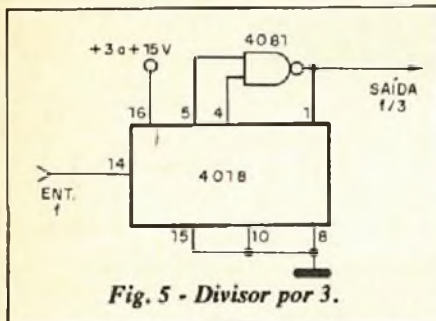 4081
+3a+15V
SAÍDA
f/3
16
5
4
1
14
4018
ENT.
f
15
10
8
Fig. 5 - Divisor por 3.